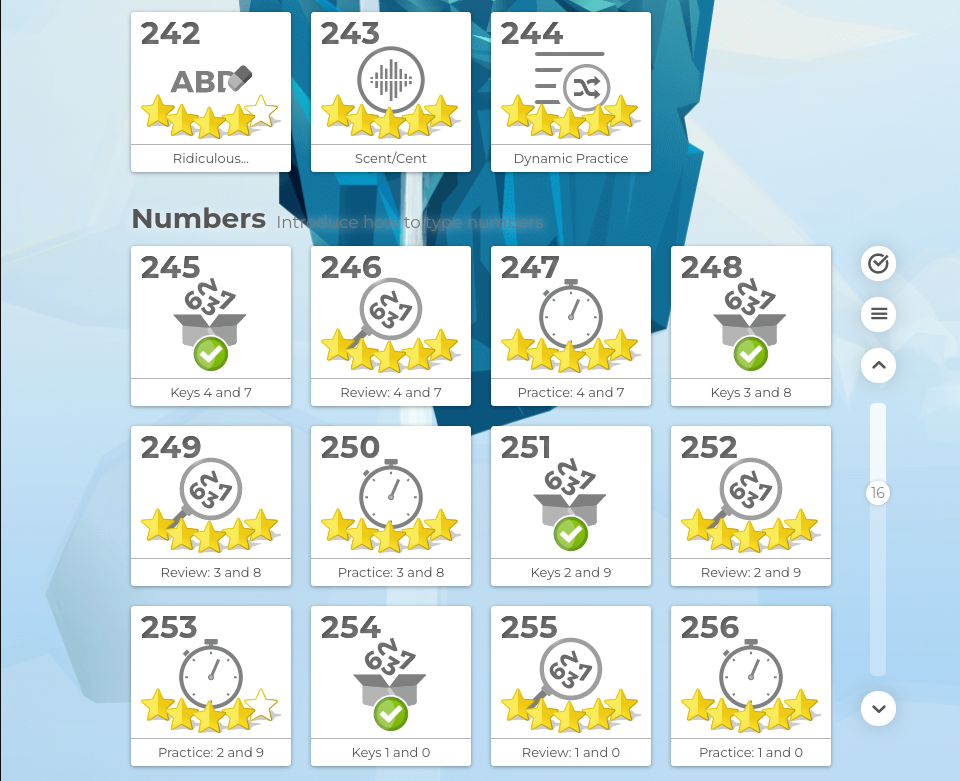 242 243 244
ABD
Ridiculous... Scent/Cent Dynamic Practice
Numbers Introduce how to type numbers
245 246 247 248
Keys 4 and 7 Review: 4 and 7 Practice: 4 and 7 Keys 3 and 8
249 250 251 252
16
Review: 3 and 8 Practice: 3 and 8 Keys 2 and 9 Review: 2 and 9
253 254 255 256
Practice: 2 and 9 Keys 1 and 0 Review: 1 and 0 Practice: 1 and 0